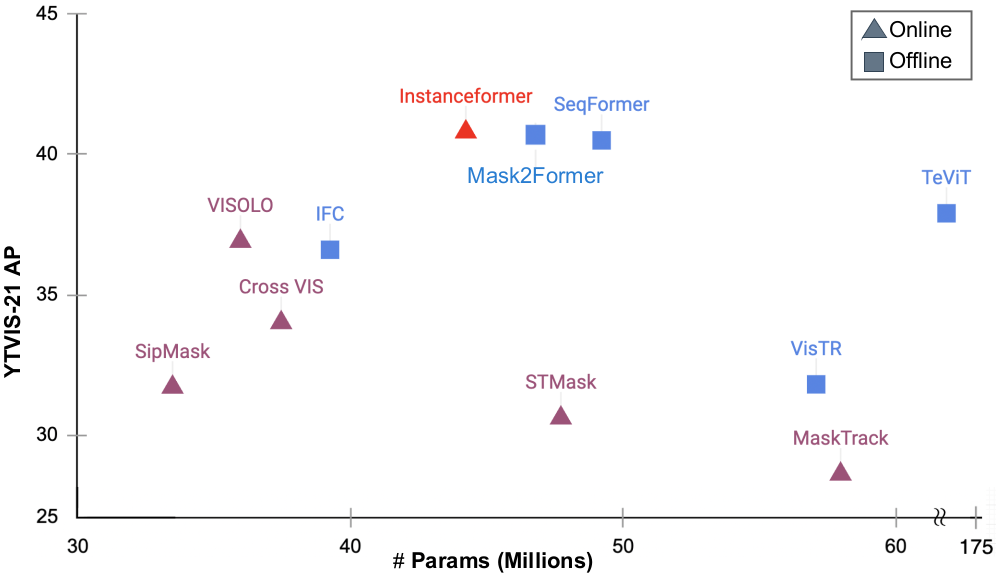 45
Online
Offline
Instanceformer
SeqFormer
40
Mask2Former
TeViT
VISOLO
IFC
Cross VIS
35
YTVIS-21 AP
SipMask
VisTR
STMask
30
MaskTrack
25
30
40
50
60
175
# Params (Millions)